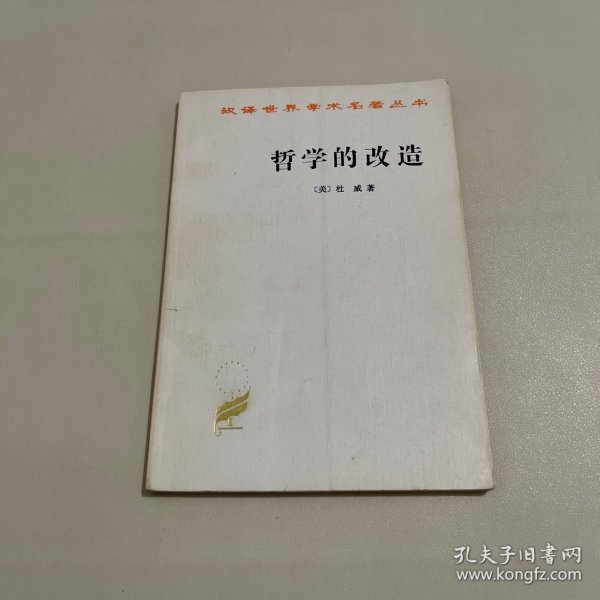 汉译世界学术名著丛书
哲学的改造
〔美〕杜 威 著
孔夫子旧书网
www.kongfz.com